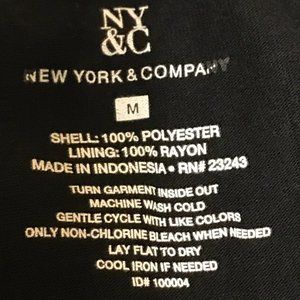 NY
&C
NEW YORK & COMPANY
M
SHELL: 100% POLYESTER
LINING: 100% RAYON
MADE IN INDONESIA • RN# 23243
TURN GARMENT INSIDE OUT
MACHINE WASH COLD
GENTLE CYCLE WITH LIKE COLORS
ONLY NON-CHLORINE BLEACH WHEN NEEDED
LAY FLAT TO DRY
COOL IRON IF NEEDED
ID# 100004